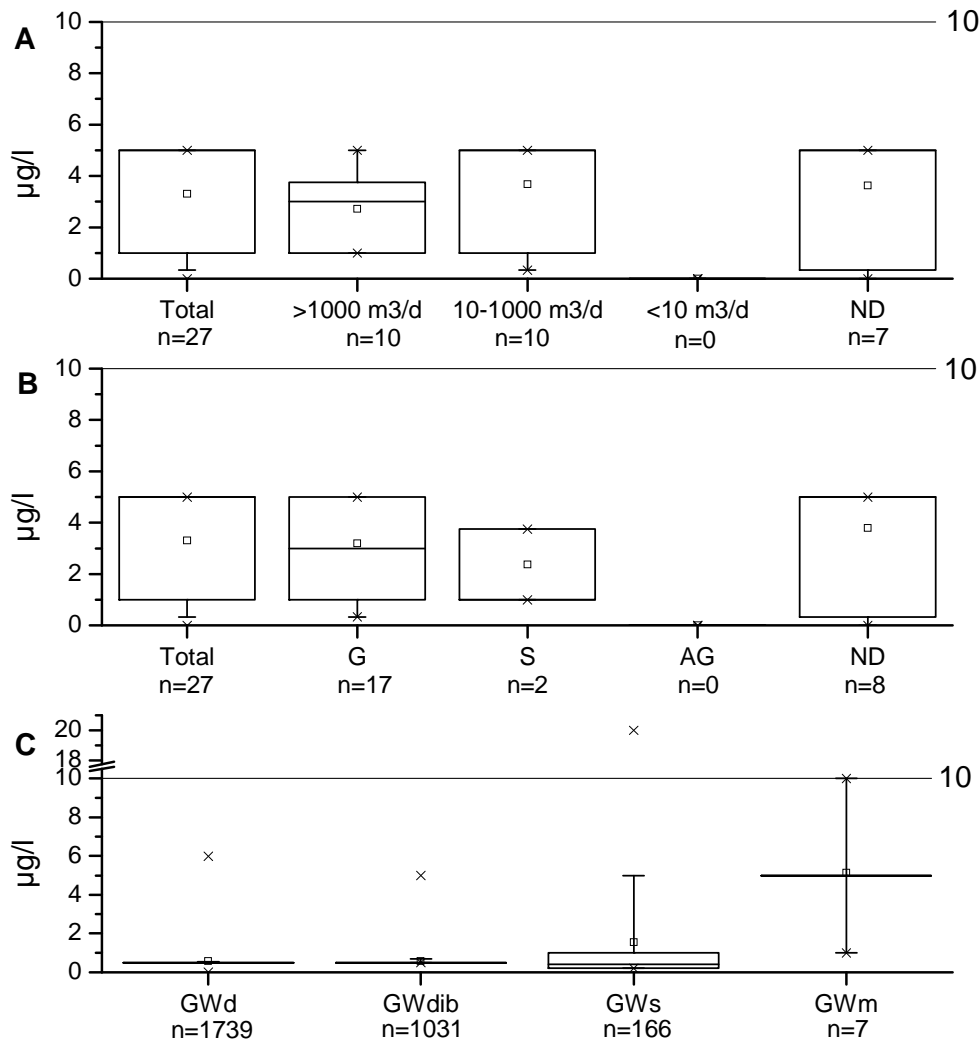 A
10
10
8
6
4
2
0
µg/l
Total
n=27
>1000 m3/d
n=10
10-1000 m3/d
n=10
<10 m3/d
n=0
ND
n=7
B
10
10
8
6
4
2
0
µg/l
Total
n=27
G
n=17
S
n=2
AG
n=0
ND
n=8
C
20
18
10
10
8
6
4
2
0
µg/l
GWd
n=1739
GWdib
n=1031
GWs
n=166
GWm
n=7